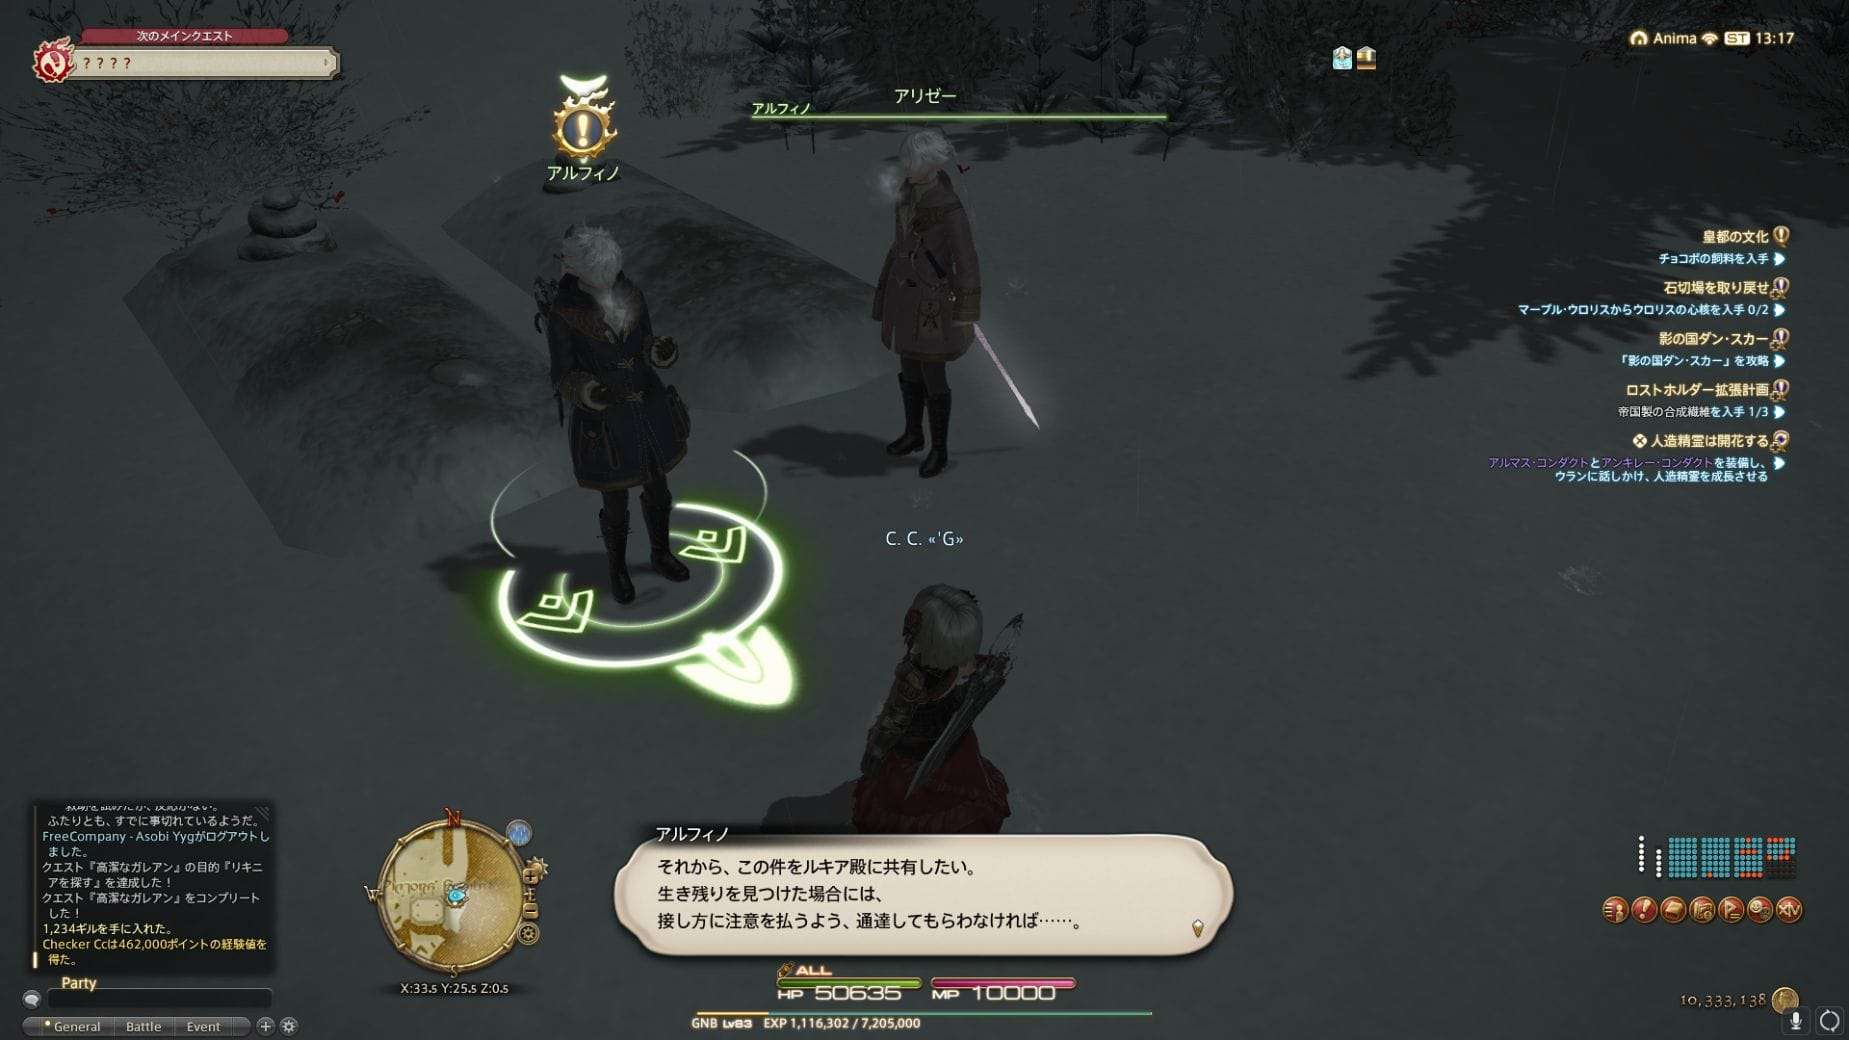 次のメインクエスト
????
Anima ST 13:17
アルフィノ
アリゼー
アルフィノ
皇都の文化
チョコボの飼料を入手
石切場を取り戻せ
マーブル・ウロリスからウロリスの心核を入手 0/2
影の国ダン・スカー
「影の国ダン・スカー」を攻略
ロストホルダー拡張計画
帝国製の合成繊維を入手 1/3
人造精霊は開花する
アルマス・コンダクトとアンキレー・コンダクトを装備し、
ウランに話しかけ、人造精霊を成長させる
C. C. «'G»
ふたりとも、すでに事切れているようだ。
FreeCompany - Asobi Yygがログアウトし
ました。
クエスト『高潔なガレアン』の目的『リキニ
アを探す』を達成した！
クエスト『高潔なガレアン』をコンプリート
した！
1,234ギルを手に入れた。
Checker Ccは462,000ポイントの経験値を
得た。
Party
General Battle Event
N
W
S
X:33.5 Y:25.5 Z:0.5
アルフィノ
それから、この件をルキア殿に共有したい。
生き残りを見つけた場合には、
接し方に注意を払うよう、通達してもらわなければ……。
ALL
HP 50635 MP 10000
GNB Lv83 EXP 1,116,302 / 7,205,000
XIV
10,333,138